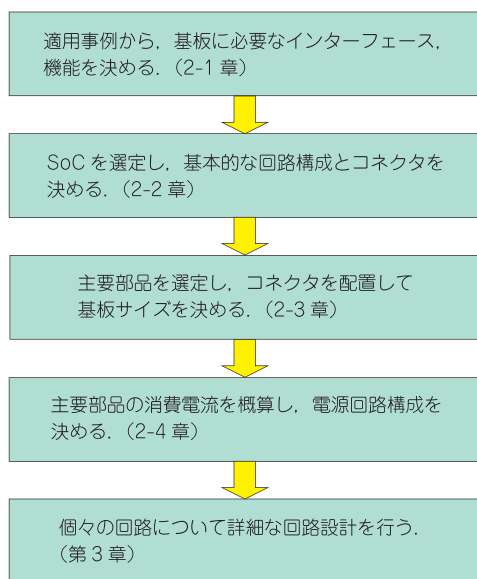 適用事例から，基板に必要なインターフェース，
機能を決める．（2-1 章）
SoC を選定し，基本的な回路構成とコネクタを
決める．（2-2 章）
主要部品を選定し，コネクタを配置して
基板サイズを決める．（2-3 章）
主要部品の消費電流を概算し，電源回路構成を
決める．（2-4 章）
個々の回路について詳細な回路設計を行う．
（第 3 章）